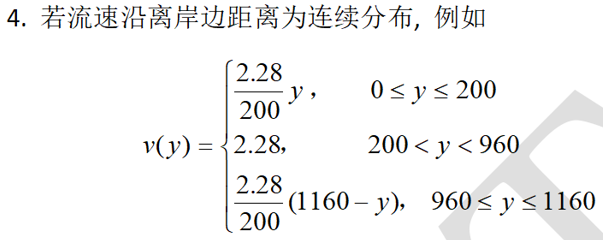 4. 若流速沿离岸边距离为连续分布, 例如
2.28/200 y, 0 ≤ y ≤ 200
v(y) = { 2.28, 200 < y < 960
2.28/200 (1160 − y), 960 ≤ y ≤ 1160